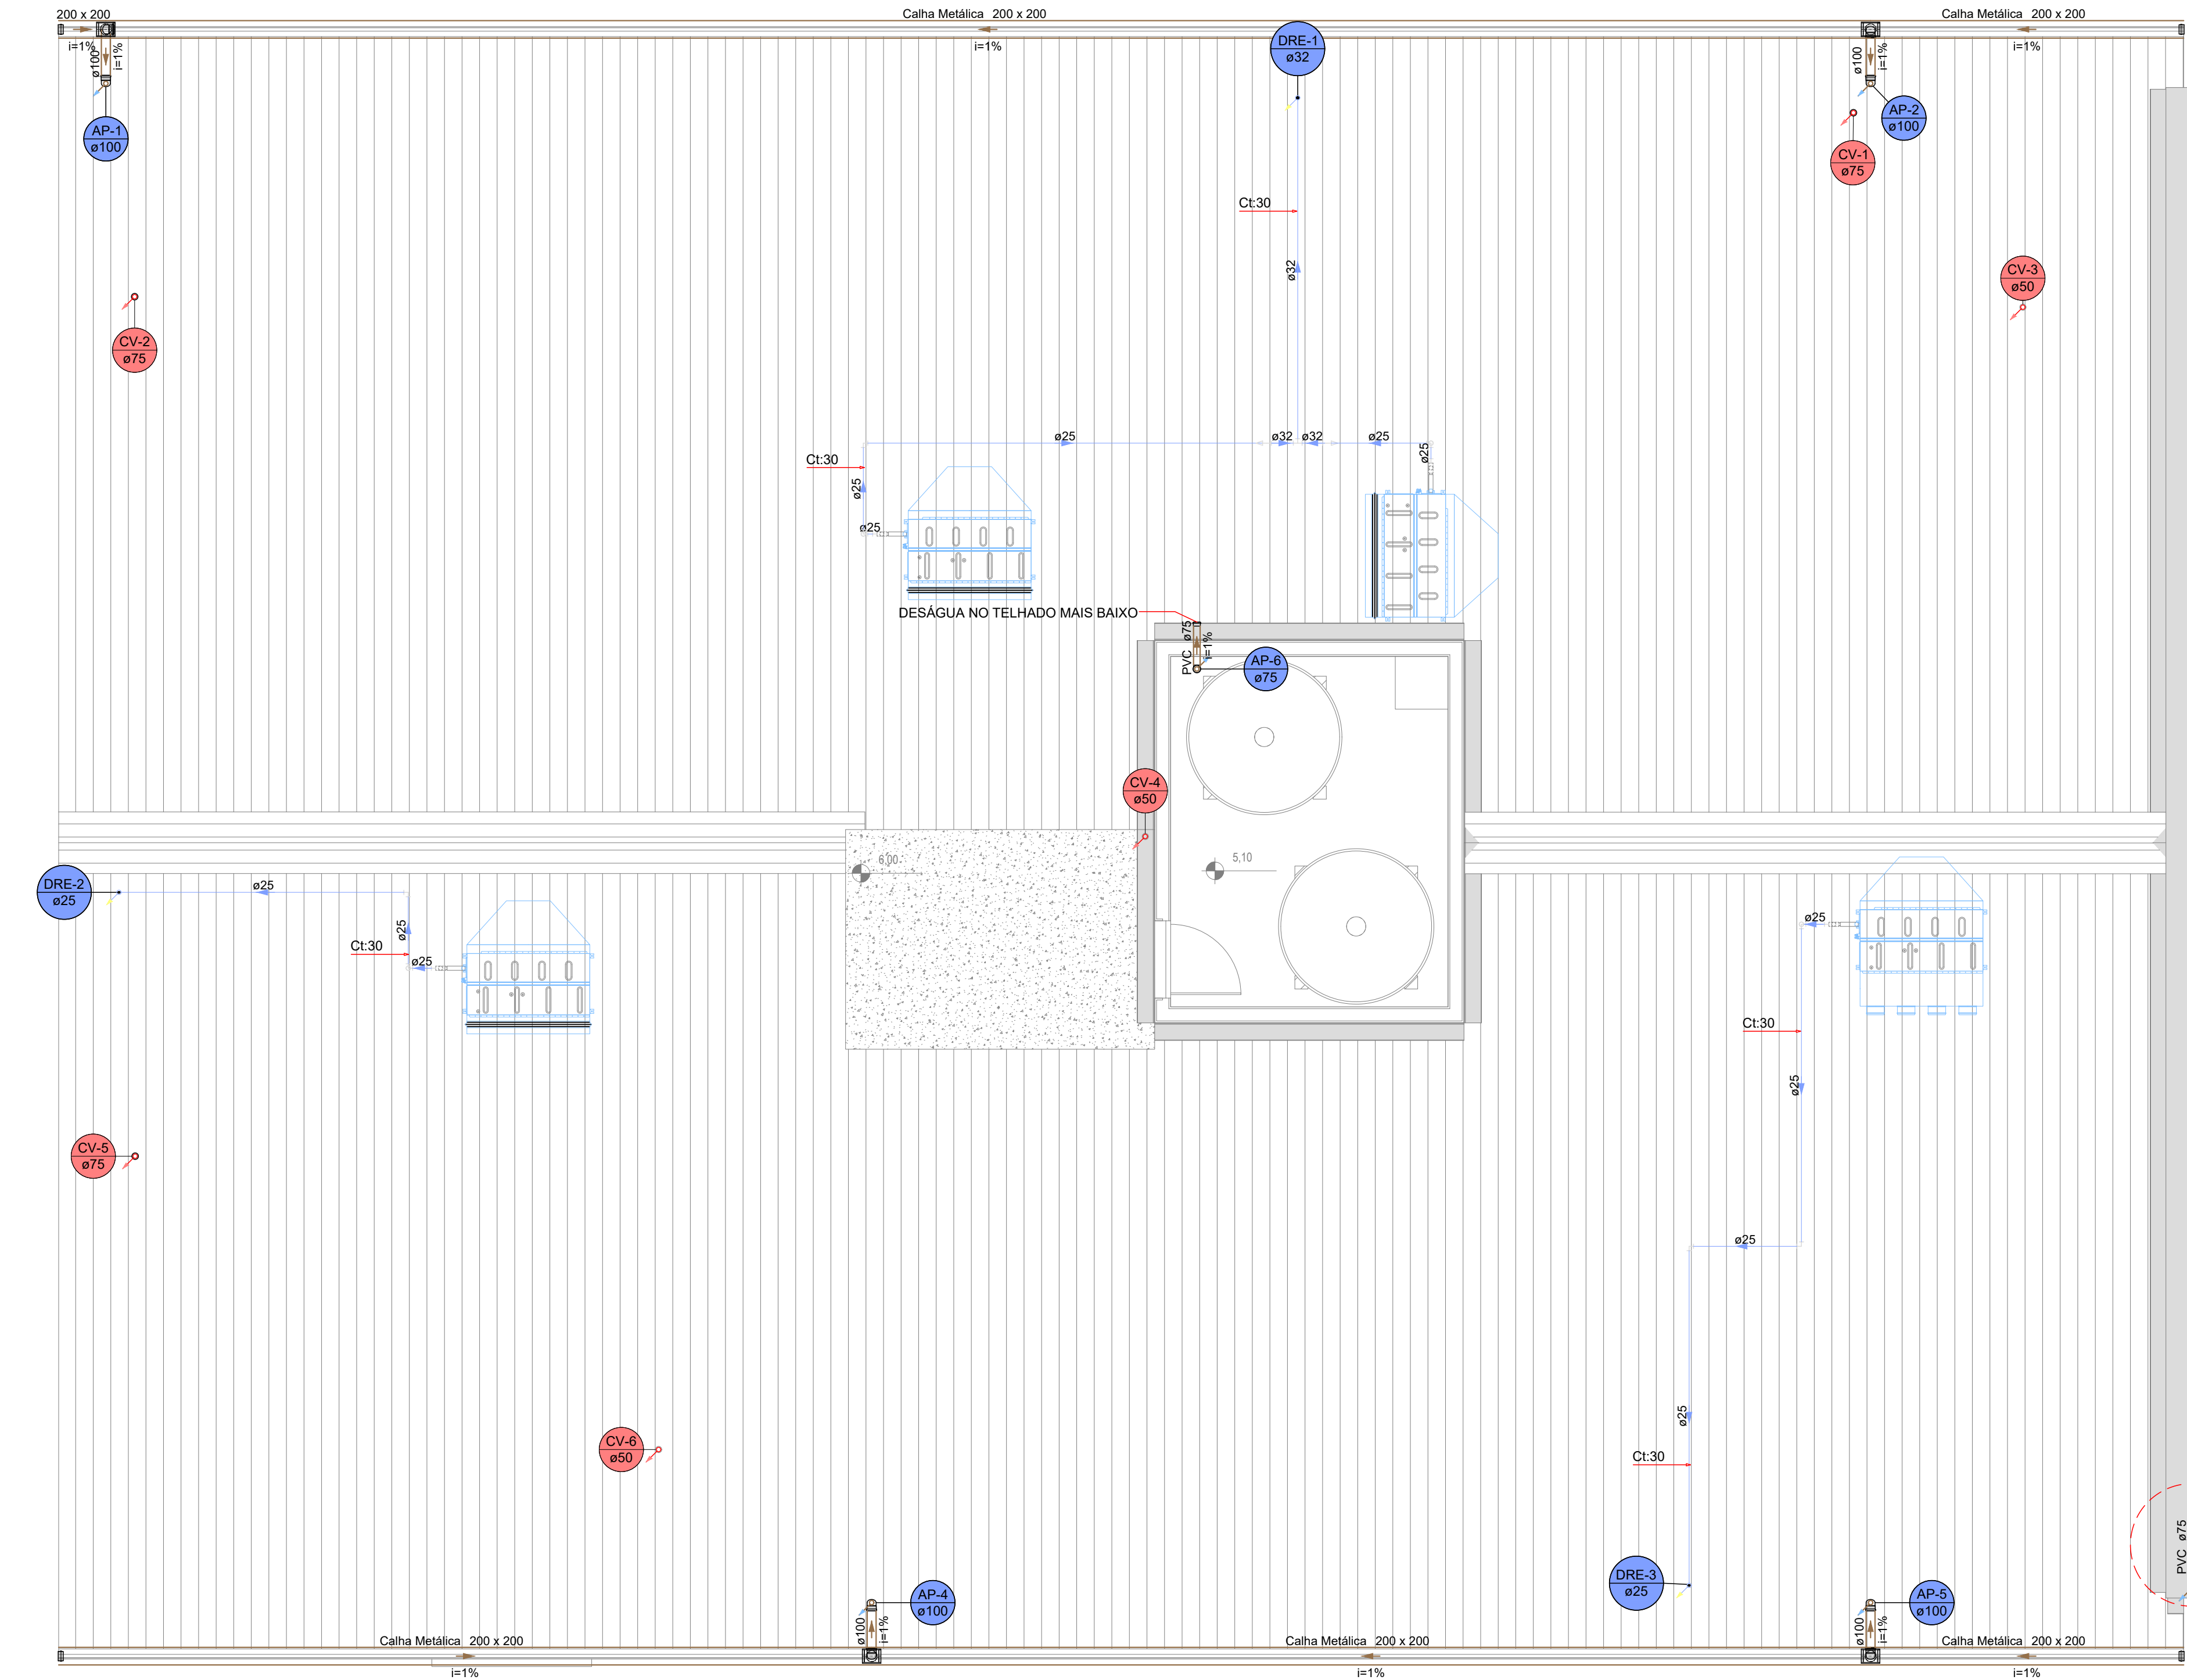 200 x 200
Calha Metálica 200 x 200
Calha Metálica 200 x 200
i=1%
i=1%
i=1%
ø100
i=1%
DRE-1
ø32
ø100
i=1%
AP-1
ø100
AP-2
ø100
CV-1
ø75
Ct:30
ø32
CV-3
ø50
CV-2
ø75
ø25
ø32
ø32
ø25
ø25
Ct:30
ø25
ø25
DESÁGUA NO TELHADO MAIS BAIXO
PVC ø75
i=1%
AP-6
ø75
CV-4
ø50
6,00
5,10
DRE-2
ø25
ø25
ø25
Ct:30
ø25
ø25
Ct:30
ø25
CV-5
ø75
ø25
ø25
CV-6
ø50
Ct:30
PVC ø75
DRE-3
ø25
AP-4
ø100
AP-5
ø100
ø100
i=1%
ø100
i=1%
Calha Metálica 200 x 200
Calha Metálica 200 x 200
Calha Metálica 200 x 200
i=1%
i=1%
i=1%